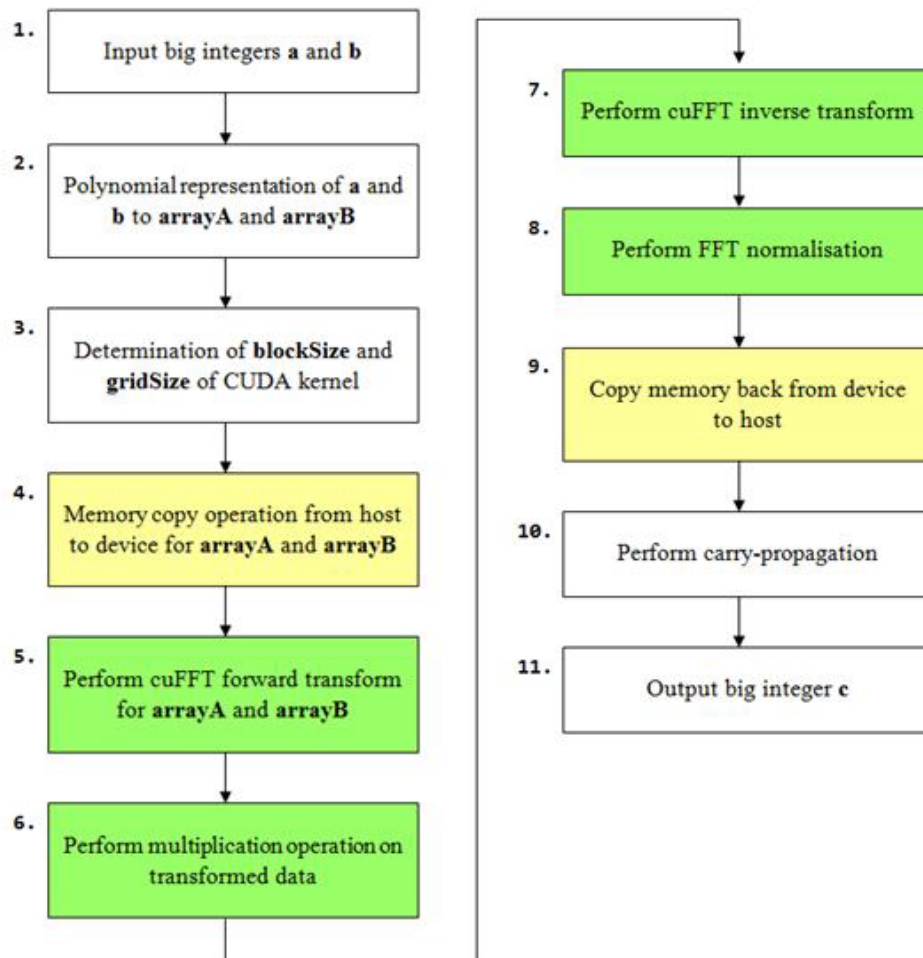 1.
Input big integers a and b
2.
Polynomial representation of a and
b to arrayA and arrayB
3.
Determination of blockSize and
gridSize of CUDA kernel
4.
Memory copy operation from host
to device for arrayA and arrayB
5.
Perform cuFFT forward transform
for arrayA and arrayB
6.
Perform multiplication operation on
transformed data
7.
Perform cuFFT inverse transform
8.
Perform FFT normalisation
9.
Copy memory back from device
to host
10.
Perform carry-propagation
11.
Output big integer c